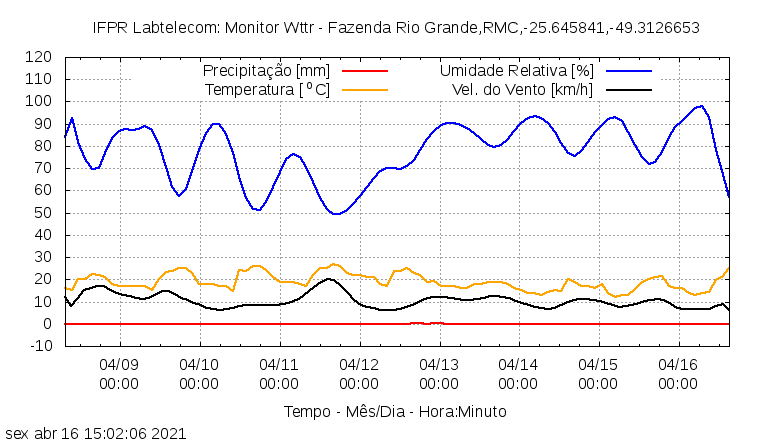 IFPR Labtelecom: Monitor Wttr - Fazenda Rio Grande,RMC,-25.645841,-49.3126653
120
110
100
90
80
70
60
50
40
30
20
10
0
-10
Precipitação [mm]
Temperatura [⁰C]
Umidade Relativa [%]
Vel. do Vento [km/h]
04/09 04/10 04/11 04/12 04/13 04/14 04/15 04/16
00:00 00:00 00:00 00:00 00:00 00:00 00:00 00:00
Tempo - Mês/Dia - Hora:Minuto
sex abr 16 15:02:06 2021